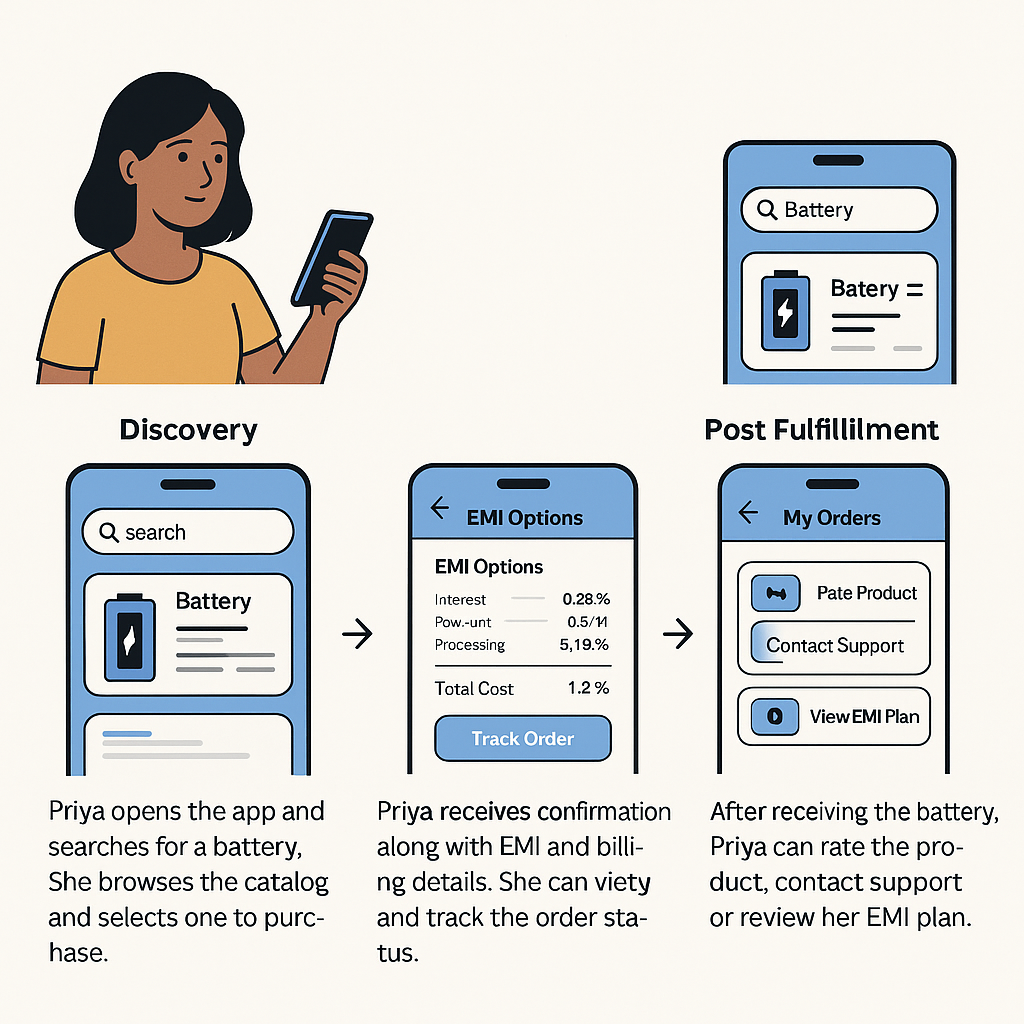 Battery
Batery =
Discovery
Post Fulfillilment
search
Battery
EMI Options
EMI Options
Interest 0.28.%
Pow.-unt 0.5/14
Processing 5,19.%
Total Cost 1.2 %
Track Order
My Orders
Pate Product
Contact Support
View EMI Plan
Priya opens the app and
searches for a battery,
She browses the catalog
and selects one to purc-
hase.
Priya receives confirmation
along with EMI and billi-
ng details. She can viety
and track the order sta-
tus.
After receiving the battery,
Priya can rate the pro-
duct, contact support
or review her EMI plan.